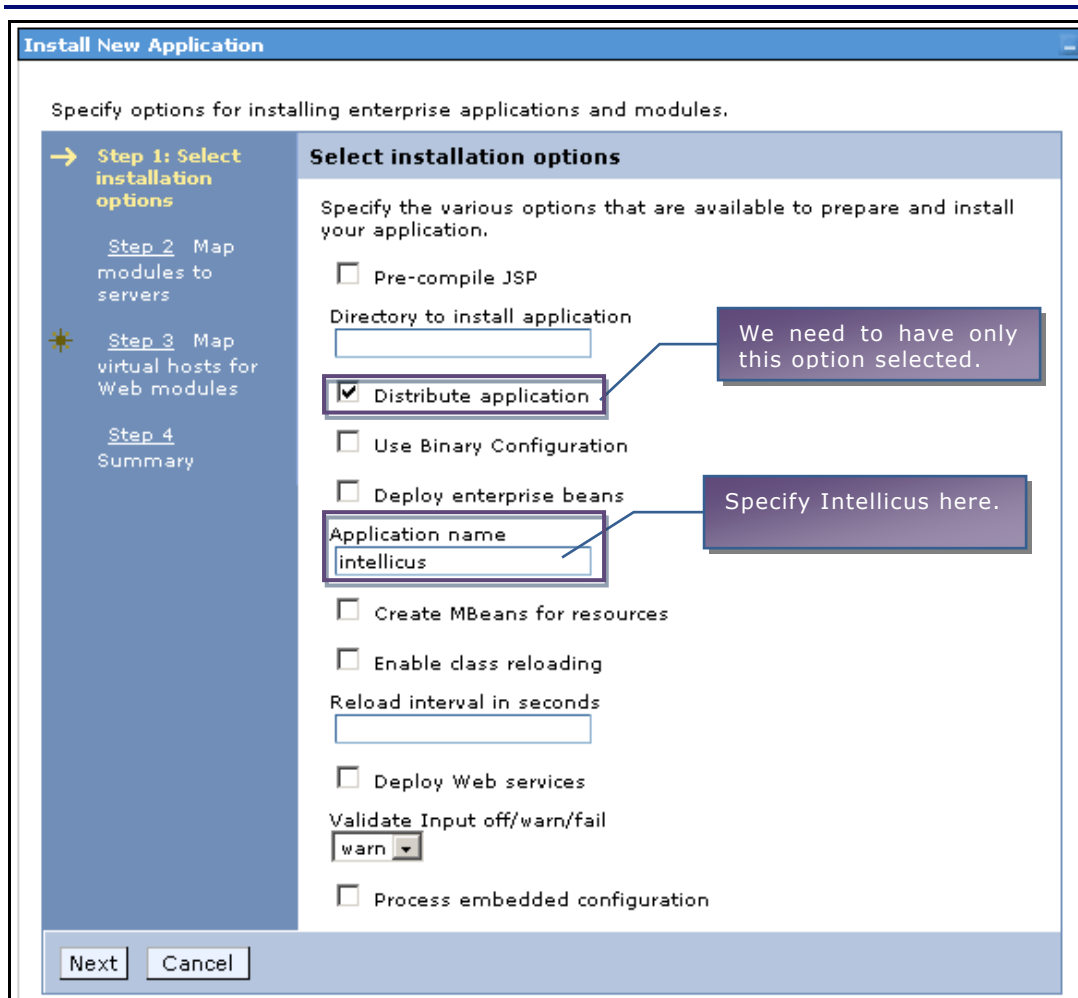 Install New Application
Specify options for installing enterprise applications and modules.
Step 1: Select
installation
options
Step 2 Map
modules to
servers
Step 3 Map
virtual hosts for
Web modules
Step 4
Summary
Select installation options
Specify the various options that are available to prepare and install
your application.
Pre-compile JSP
Directory to install application
We need to have only
this option selected.
Distribute application
Use Binary Configuration
Deploy enterprise beans
Specify Intellicus here.
Application name
intellicus
Create MBeans for resources
Enable class reloading
Reload interval in seconds
Deploy Web services
Validate Input off/warn/fail
warn
Process embedded configuration
Next Cancel